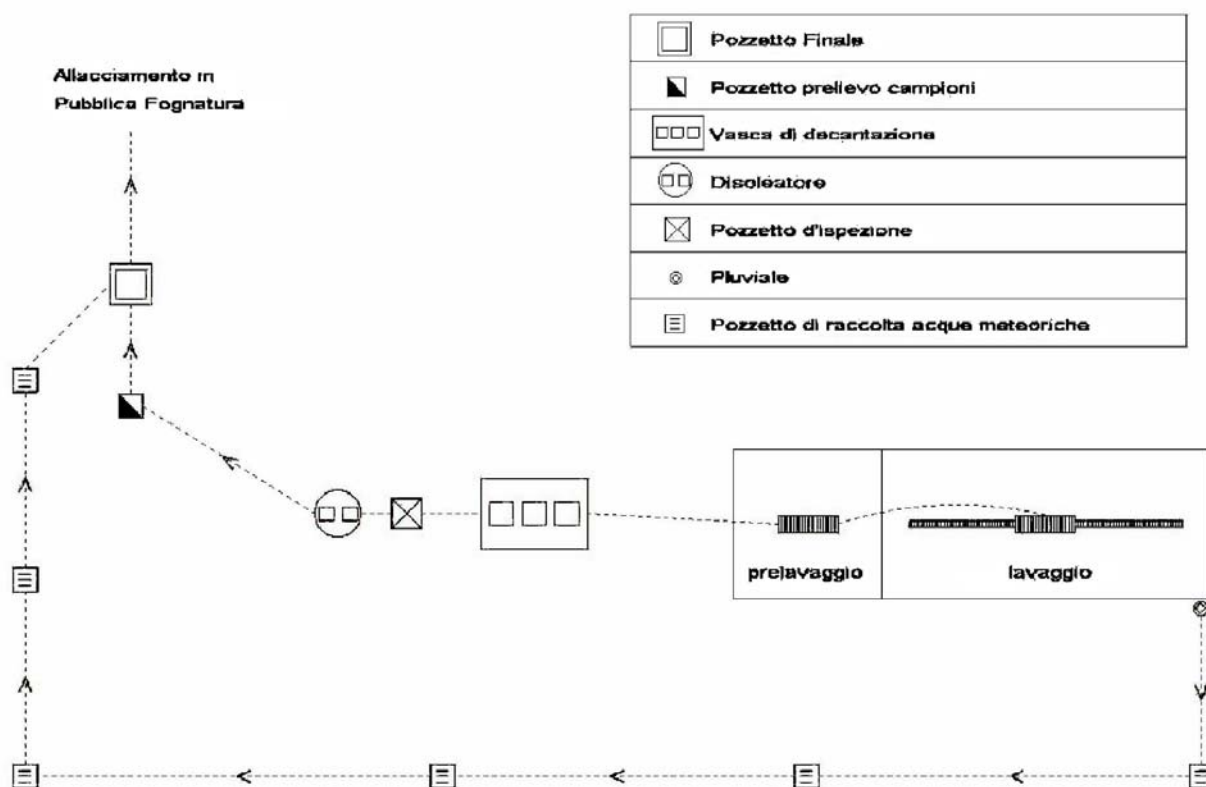 Allacciamento in
Pubblica Fognatura
Pozzetto Finale
Pozzetto prelievo campioni
Vasca di decantazione
Disoleatore
Pozzetto d'ispezione
Pluviale
Pozzetto di raccolta acque meteoriche
prelavaggio
lavaggio